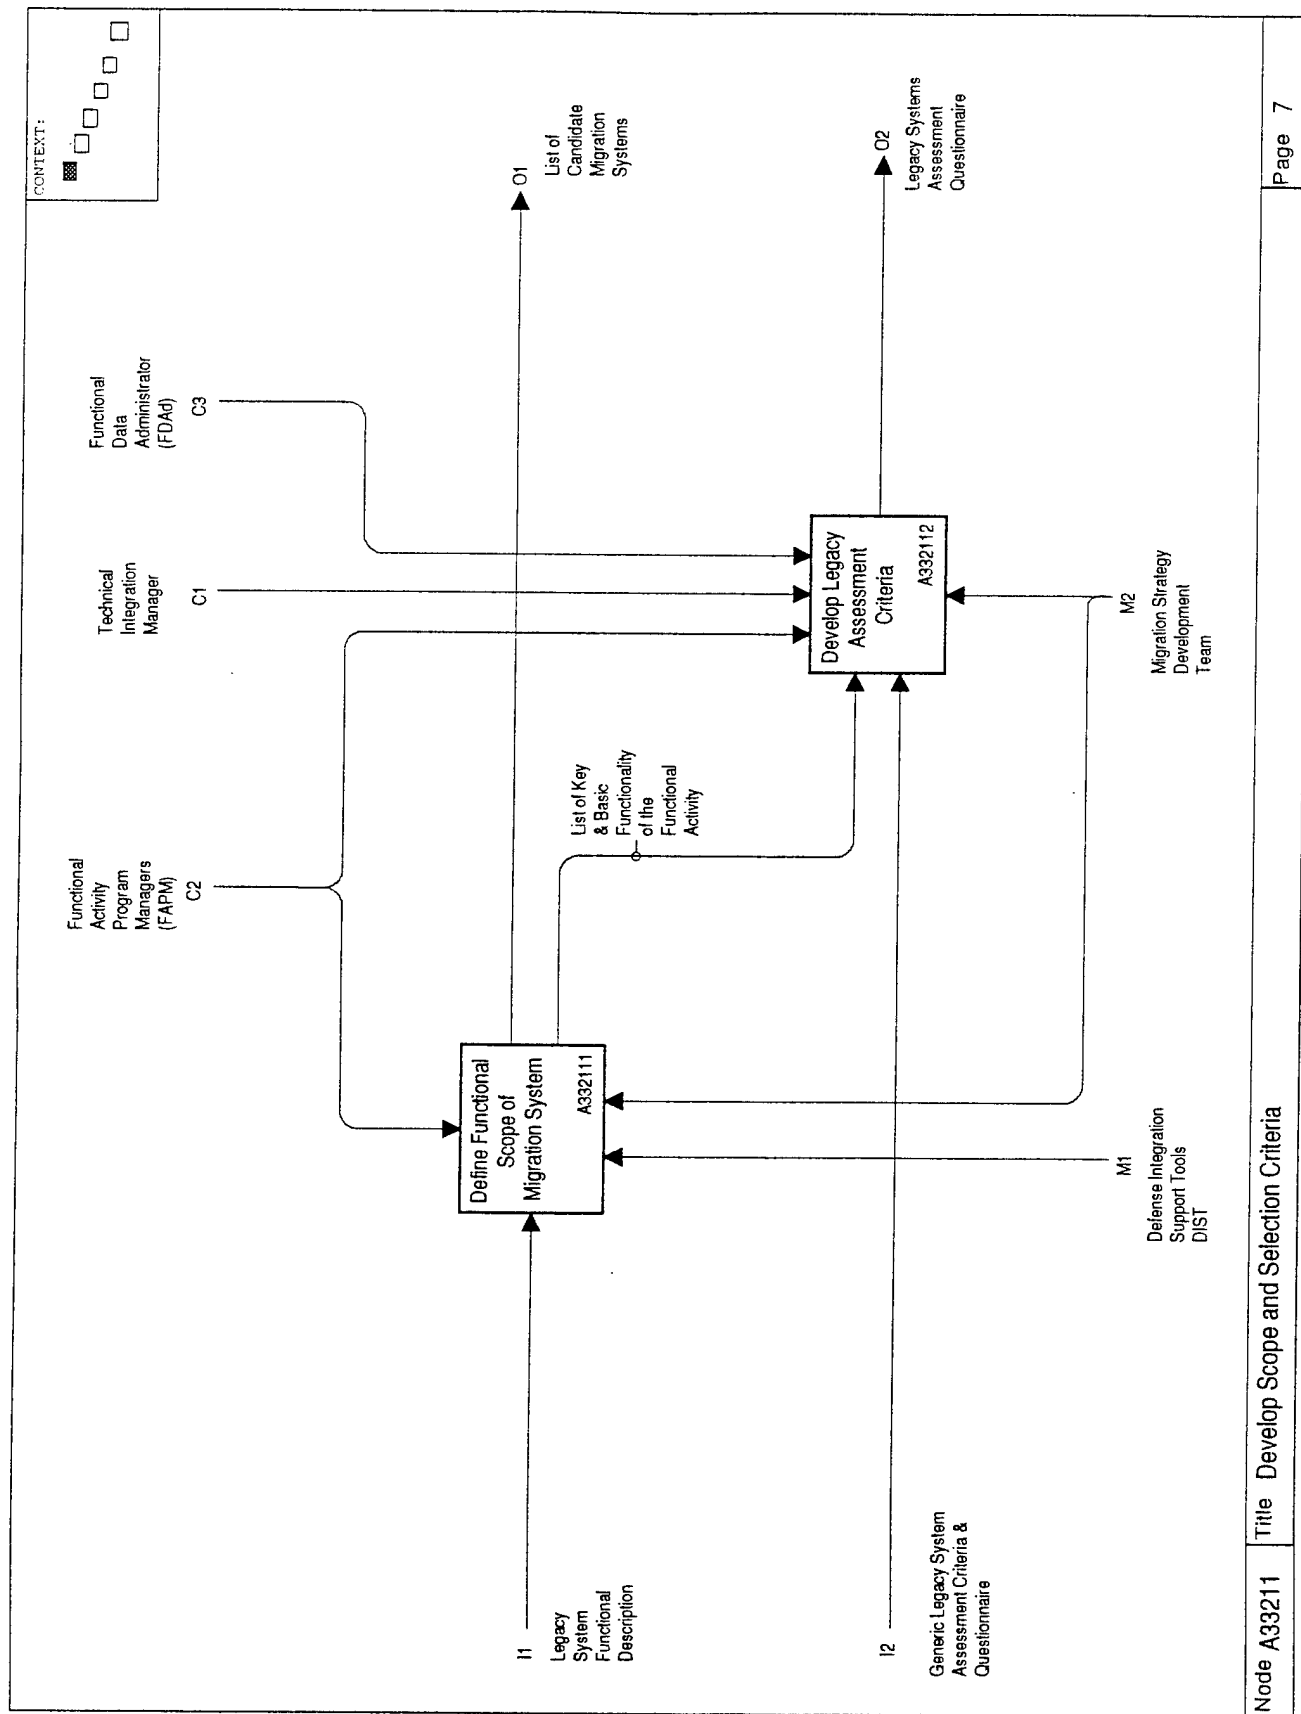 CONTEXT:
Functional
Activity
Program
Managers
(FAPM)
C2
Technical
Integration
Manager
C1
Functional
Data
Administrator
(FDAd)
C3
I1
Legacy
System
Functional
Description
Define Functional
Scope of
Migration System
A332111
O1
List of
Candidate
Migration
Systems
List of Key
& Basic
Functionality
of the
Functional
Activity
I2
Generic Legacy System
Assessment Criteria &
Questionnaire
Develop Legacy
Assessment
Criteria
A332112
O2
Legacy Systems
Assessment
Questionnaire
M1
Defense Integration
Support Tools
DIST
M2
Migration Strategy
Development
Team
Node A33211
Title Develop Scope and Selection Criteria
Page 7